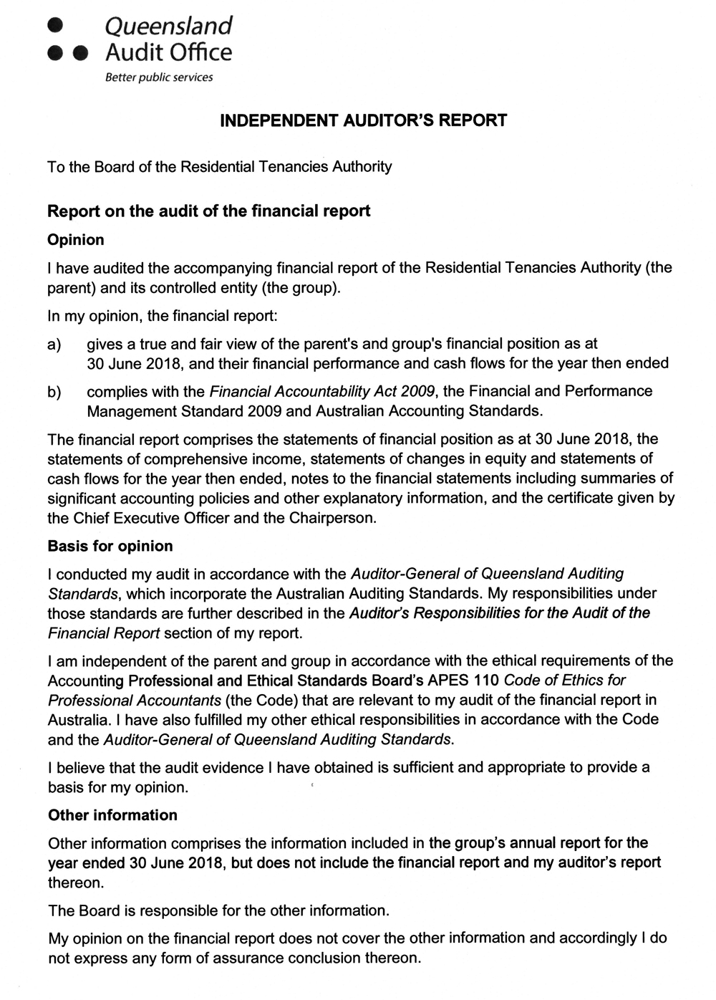 Queensland
Audit Office
Better public services
INDEPENDENT AUDITOR'S REPORT
To the Board of the Residential Tenancies Authority
Report on the audit of the financial report
Opinion
I have audited the accompanying financial report of the Residential Tenancies Authority (the
parent) and its controlled entity (the group).
In my opinion, the financial report:
a) gives a true and fair view of the parent's and group's financial position as at
30 June 2018, and their financial performance and cash flows for the year then ended
b) complies with the Financial Accountability Act 2009, the Financial and Performance
Management Standard 2009 and Australian Accounting Standards.
The financial report comprises the statements of financial position as at 30 June 2018, the
statements of comprehensive income, statements of changes in equity and statements of
cash flows for the year then ended, notes to the financial statements including summaries of
significant accounting policies and other explanatory information, and the certificate given by
the Chief Executive Officer and the Chairperson.
Basis for opinion
I conducted my audit in accordance with the Auditor-General of Queensland Auditing
Standards, which incorporate the Australian Auditing Standards. My responsibilities under
those standards are further described in the Auditor's Responsibilities for the Audit of the
Financial Report section of my report.
I am independent of the parent and group in accordance with the ethical requirements of the
Accounting Professional and Ethical Standards Board's APES 110 Code of Ethics for
Professional Accountants (the Code) that are relevant to my audit of the financial report in
Australia. I have also fulfilled my other ethical responsibilities in accordance with the Code
and the Auditor-General of Queensland Auditing Standards.
I believe that the audit evidence I have obtained is sufficient and appropriate to provide a
basis for my opinion.
Other information
Other information comprises the information included in the group's annual report for the
year ended 30 June 2018, but does not include the financial report and my auditor's report
thereon.
The Board is responsible for the other information.
My opinion on the financial report does not cover the other information and accordingly I do
not express any form of assurance conclusion thereon.